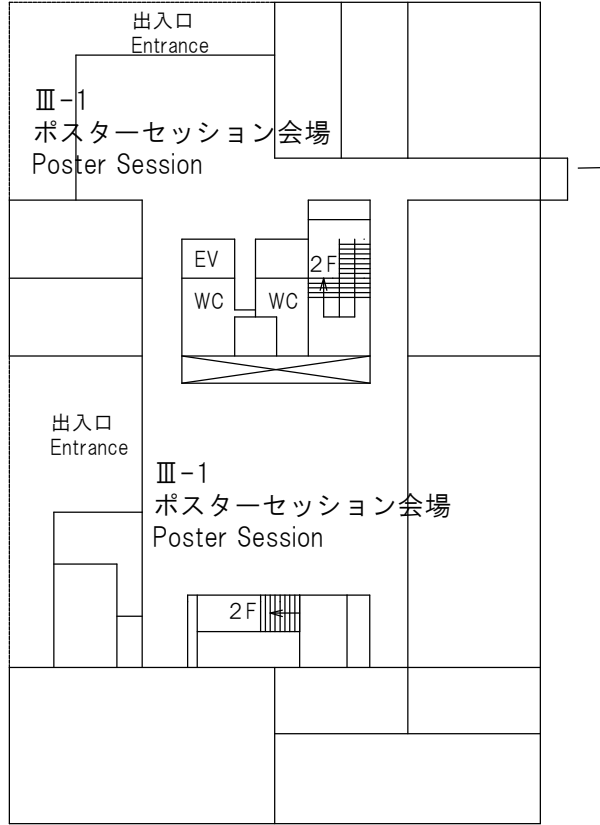 出入口
Entrance
Ⅲ-1
ポスターセッション会場
Poster Session
EV
2F
WC
WC
出入口
Entrance
Ⅲ-1
ポスターセッション会場
Poster Session
2F